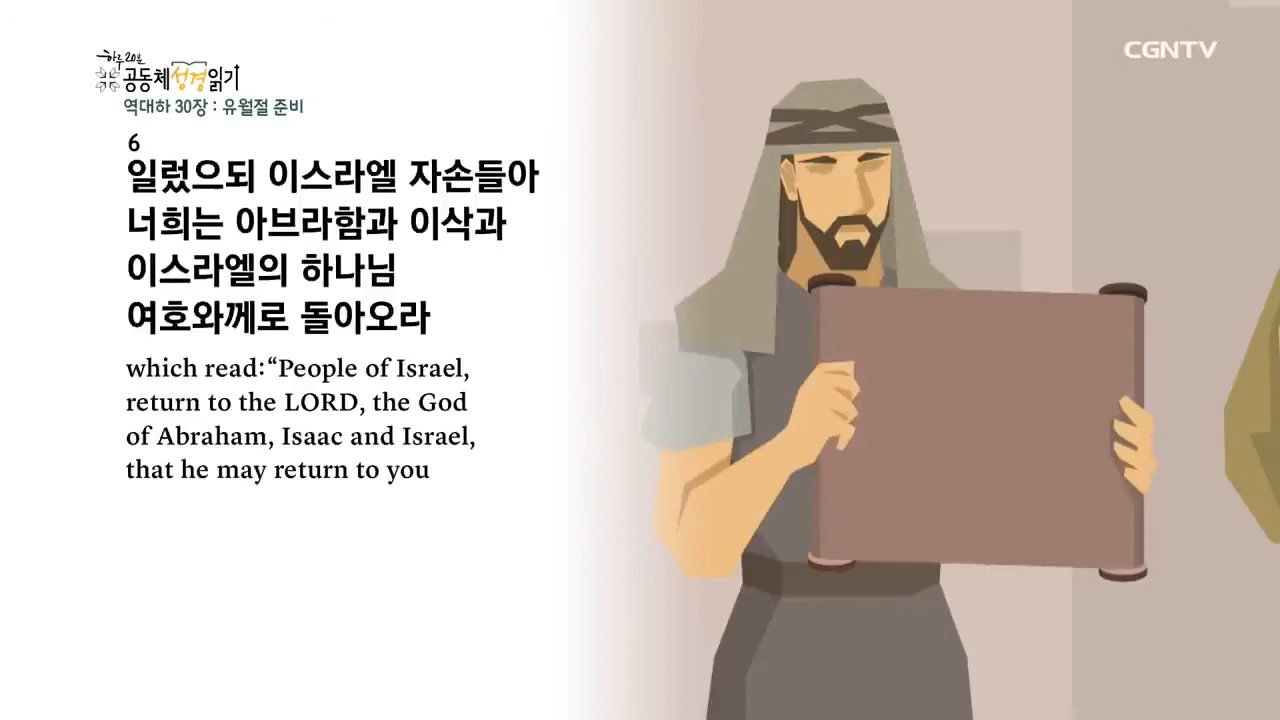 하루 20분
공동체성경읽기
CGNTV
역대하 30장 : 유월절 준비
6
일렀으되 이스라엘 자손들아
너희는 아브라함과 이삭과
이스라엘의 하나님
여호와께로 돌아오라
which read:“People of Israel,
return to the LORD, the God
of Abraham, Isaac and Israel,
that he may return to you